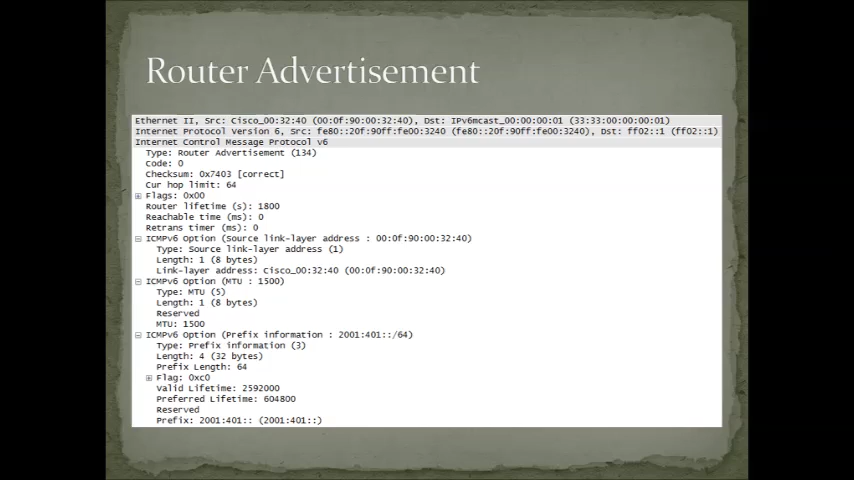 Router Advertisement
Ethernet II, Src: Cisco_00:32:40 (00:0f:90:00:32:40), Dst: IPv6mcast_00:00:00:01 (33:33:00:00:00:01)
Internet Protocol Version 6, Src: fe80::20f:90ff:fe00:3240 (fe80::20f:90ff:fe00:3240), Dst: ff02::1 (ff02::1)
Internet Control Message Protocol v6
Type: Router Advertisement (134)
Code: 0
Checksum: 0x7403 [correct]
Cur hop limit: 64
Flags: 0x00
Router lifetime (s): 1800
Reachable time (ms): 0
Retrans timer (ms): 0
ICMPv6 Option (Source link-layer address : 00:0f:90:00:32:40)
Type: Source link-layer address (1)
Length: 1 (8 bytes)
Link-layer address: Cisco_00:32:40 (00:0f:90:00:32:40)
ICMPv6 Option (MTU : 1500)
Type: MTU (5)
Length: 1 (8 bytes)
Reserved
MTU: 1500
ICMPv6 Option (Prefix information : 2001:401::/64)
Type: Prefix information (3)
Length: 4 (32 bytes)
Prefix Length: 64
Flag: 0xc0
Valid Lifetime: 2592000
Preferred Lifetime: 604800
Reserved
Prefix: 2001:401:: (2001:401::)